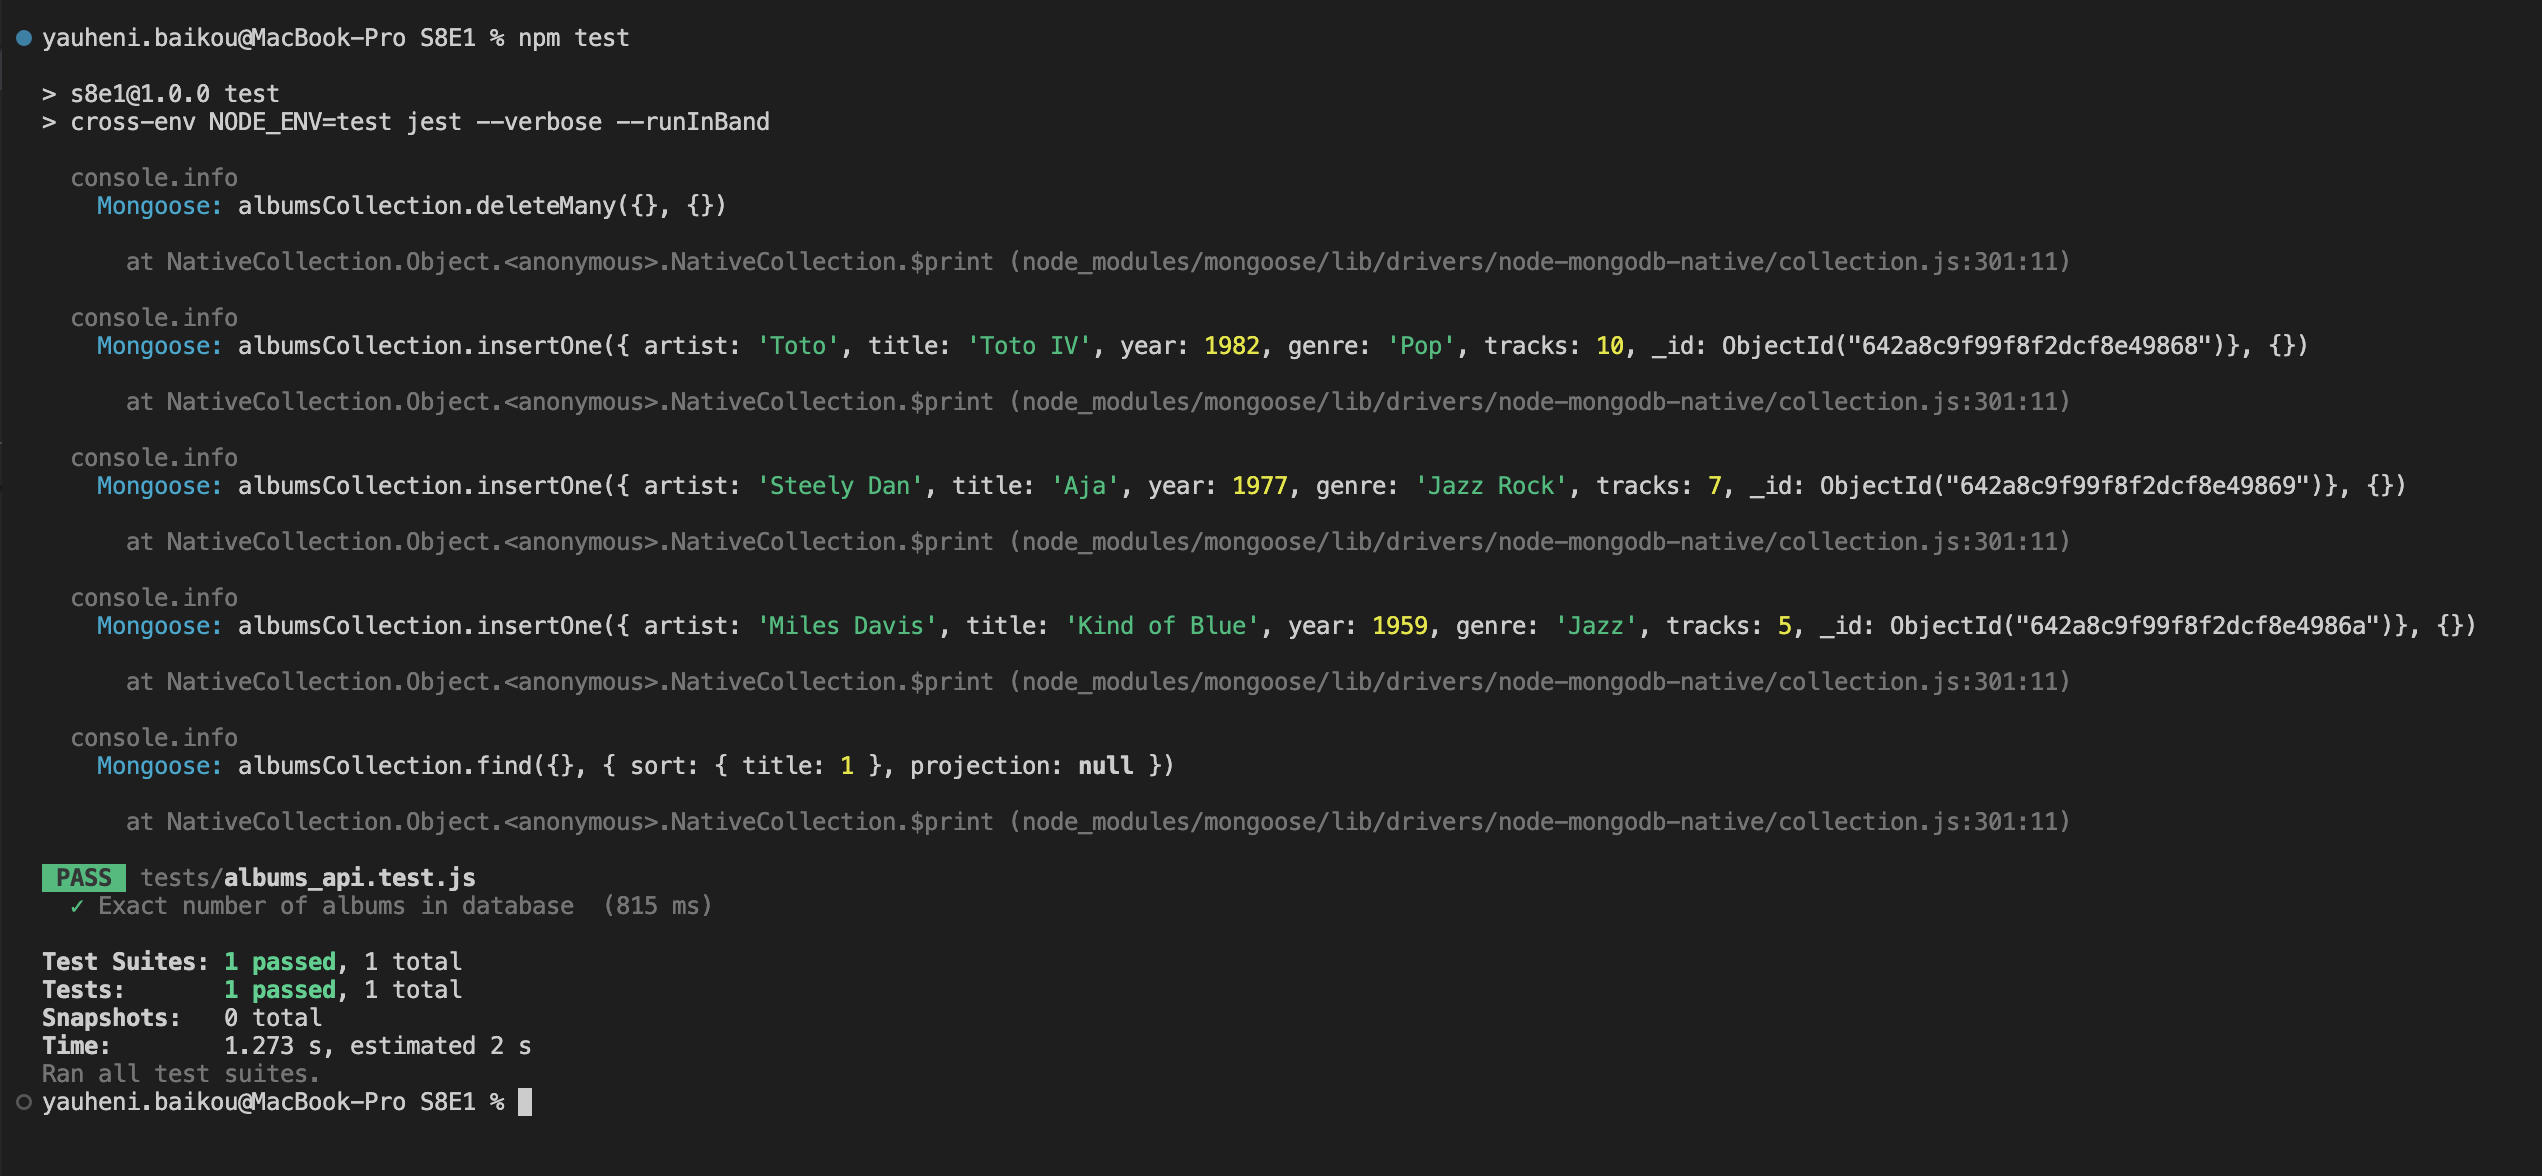 yauheni.baikou@MacBook-Pro S8E1 % npm test
> s8e1@1.0.0 test
> cross-env NODE_ENV=test jest --verbose --runInBand
console.info
Mongoose: albumsCollection.deleteMany({}, {})
at NativeCollection.Object.<anonymous>.NativeCollection.$print (node_modules/mongoose/lib/drivers/node-mongodb-native/collection.js:301:11)
console.info
Mongoose: albumsCollection.insertOne({ artist: 'Toto', title: 'Toto IV', year: 1982, genre: 'Pop', tracks: 10, _id: ObjectId("642a8c9f99f8f2dcf8e49868")}, {})
at NativeCollection.Object.<anonymous>.NativeCollection.$print (node_modules/mongoose/lib/drivers/node-mongodb-native/collection.js:301:11)
console.info
Mongoose: albumsCollection.insertOne({ artist: 'Steely Dan', title: 'Aja', year: 1977, genre: 'Jazz Rock', tracks: 7, _id: ObjectId("642a8c9f99f8f2dcf8e49869")}, {})
at NativeCollection.Object.<anonymous>.NativeCollection.$print (node_modules/mongoose/lib/drivers/node-mongodb-native/collection.js:301:11)
console.info
Mongoose: albumsCollection.insertOne({ artist: 'Miles Davis', title: 'Kind of Blue', year: 1959, genre: 'Jazz', tracks: 5, _id: ObjectId("642a8c9f99f8f2dcf8e4986a")}, {})
at NativeCollection.Object.<anonymous>.NativeCollection.$print (node_modules/mongoose/lib/drivers/node-mongodb-native/collection.js:301:11)
console.info
Mongoose: albumsCollection.find({}, { sort: { title: 1 }, projection: null })
at NativeCollection.Object.<anonymous>.NativeCollection.$print (node_modules/mongoose/lib/drivers/node-mongodb-native/collection.js:301:11)
PASS tests/albums_api.test.js
✓ Exact number of albums in database (815 ms)
Test Suites: 1 passed, 1 total
Tests: 1 passed, 1 total
Snapshots: 0 total
Time: 1.273 s, estimated 2 s
Ran all test suites.
yauheni.baikou@MacBook-Pro S8E1 %